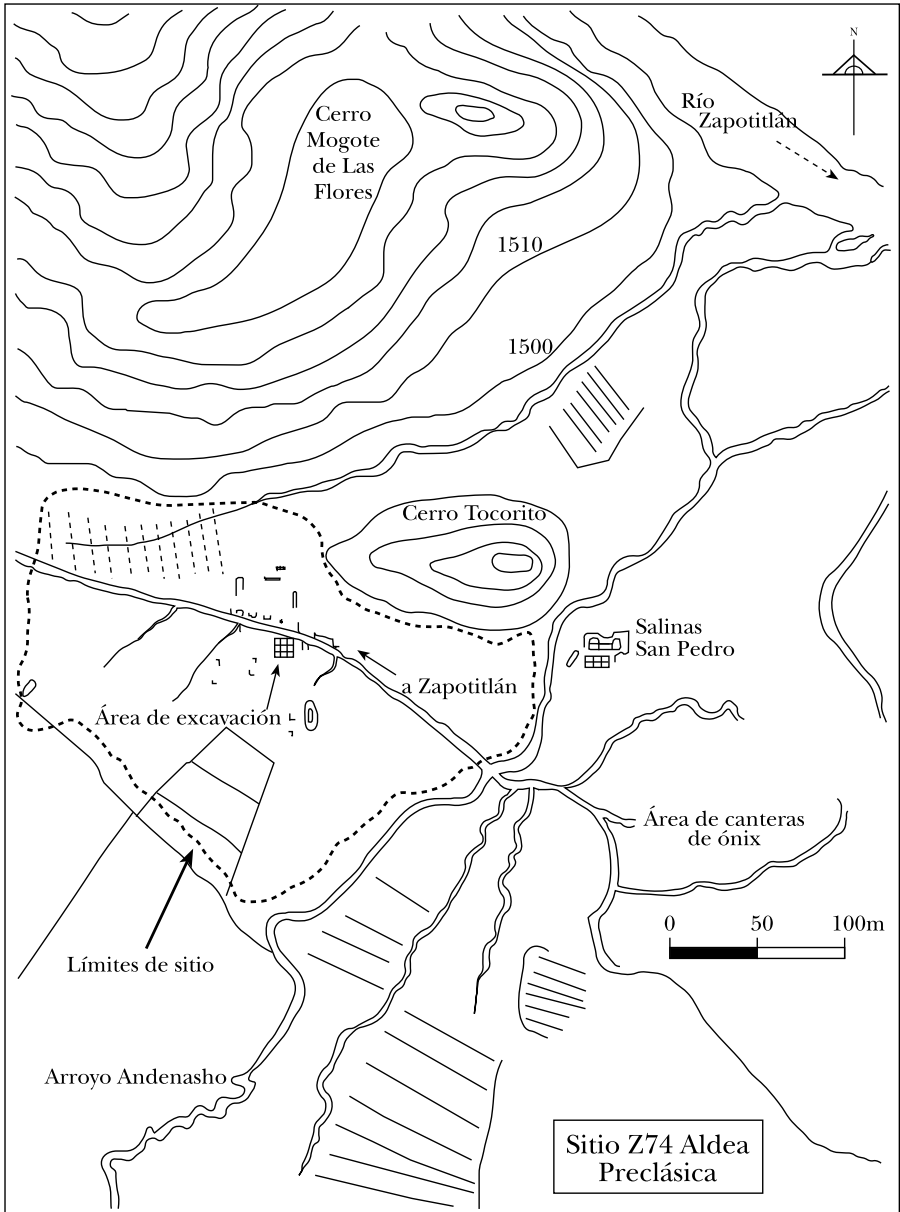 N
Río
Zapotitlán
Cerro
Mogote
de Las
Flores
1510
1500
Cerro Tocorito
Salinas
San Pedro
a Zapotitlán
Área de excavación
Área de canteras
de ónix
0 50 100m
Límites de sitio
Arroyo Andenasho
Sitio Z74 Aldea
Preclásica